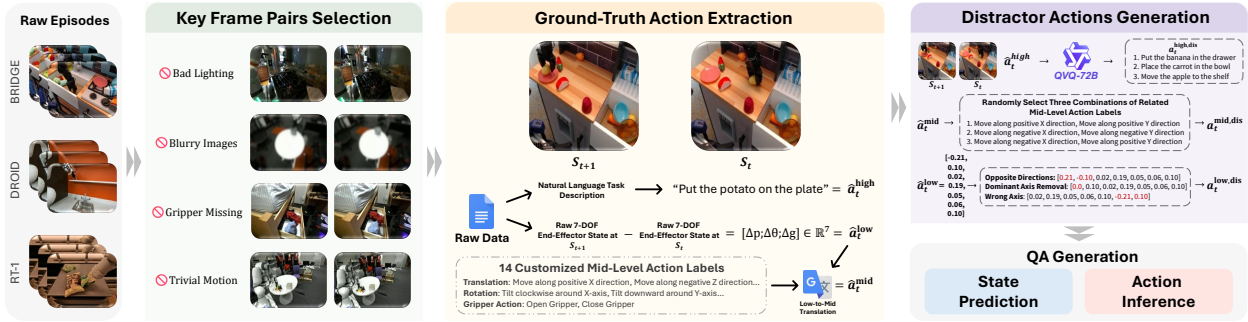 Raw Episodes
BRIDGE
DROID
RT-1
Key Frame Pairs Selection
Bad Lighting
Blurry Images
Gripper Missing
Trivial Motion
Ground-Truth Action Extraction
S_{t+1}
S_t
Raw Data
Natural Language Task
Description
"Put the potato on the plate" = â_t^{high}
Raw 7-DOF
End-Effector State at
S_{t+1}
−
Raw 7-DOF
End-Effector State at
S_t
= [Δp;Δθ;Δg] ∈ ℝ^7 = â_t^{low}
14 Customized Mid-Level Action Labels
Translation: Move along positive X direction, Move along negative Z direction...
Rotation: Tilt clockwise around X-axis, Tilt downward around Y-axis...
Gripper Action: Open Gripper, Close Gripper
G 文
Low-to-Mid
Translation
= â_t^{mid}
Distractor Actions Generation
S_{t+1}
S_t
â_t^{high}
QVQ-72B
a_t^{high,dis}
1. Put the banana in the drawer
2. Place the carrot in the bowl
3. Move the apple to the shelf
â_t^{mid}
Randomly Select Three Combinations of Related
Mid-Level Action Labels
1. Move along positive X direction, Move along positive Y direction
2. Move along negative X direction, Move along negative Y direction
3. Move along positive X direction, Move along positive Y direction
a_t^{mid,dis}
â_t^{low} =
[-0.21,
0.10,
0.02,
0.19,
0.05,
0.06,
0.10]
Opposite Directions: [0.21, -0.10, 0.02, 0.19, 0.05, 0.06, 0.10]
Dominant Axis Removal: [0.0, 0.10, 0.02, 0.19, 0.05, 0.06, 0.10]
Wrong Axis: [0.02, 0.19, 0.05, 0.06, 0.10, -0.21, 0.10]
a_t^{low,dis}
QA Generation
State
Prediction
Action
Inference